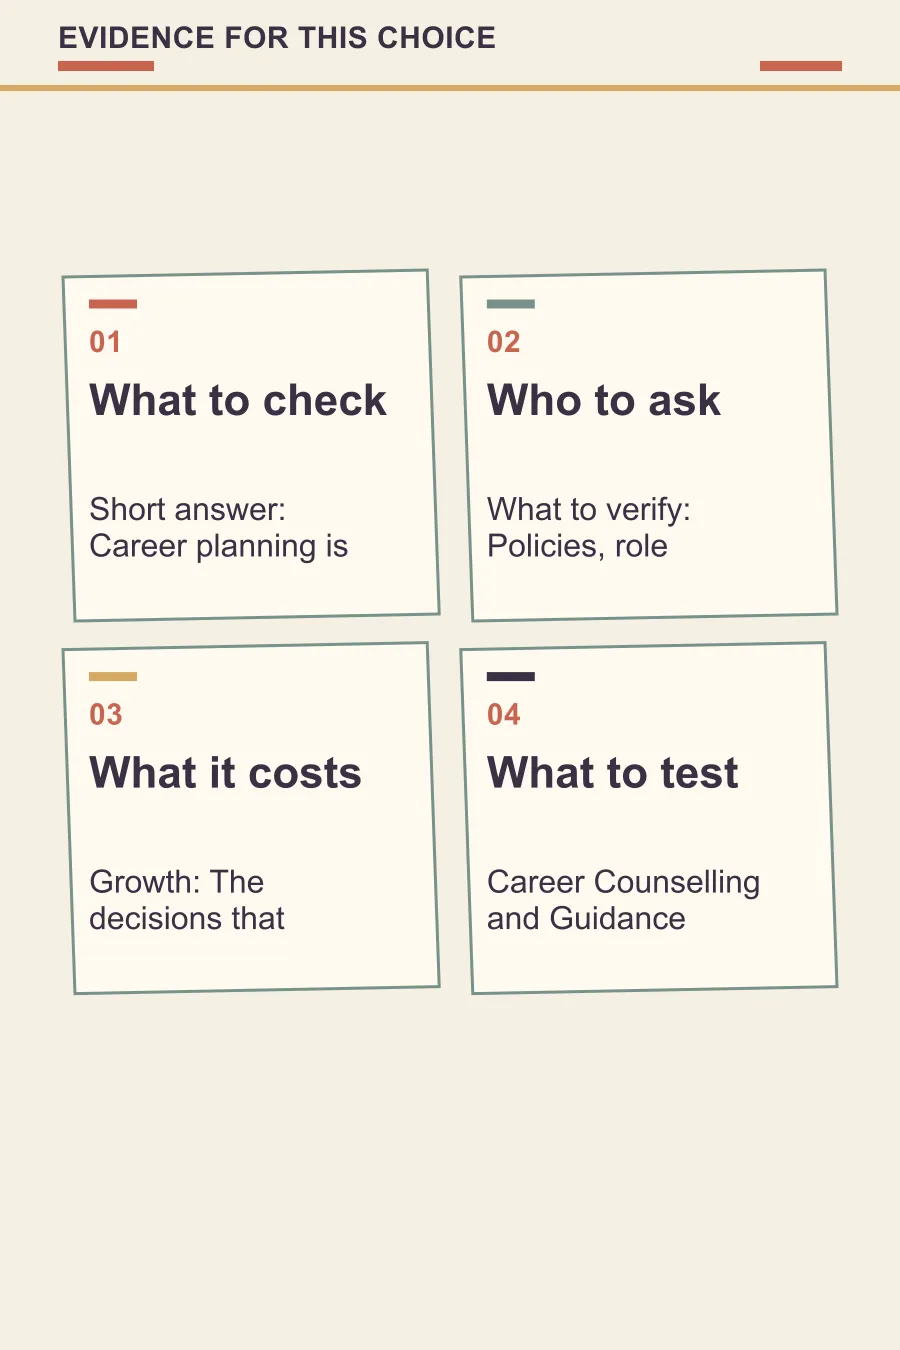 EVIDENCE FOR THIS CHOICE
01
What to check
Short answer:
Career planning is
02
Who to ask
What to verify:
Policies, role
03
What it costs
Growth: The
decisions that
04
What to test
Career Counselling
and Guidance